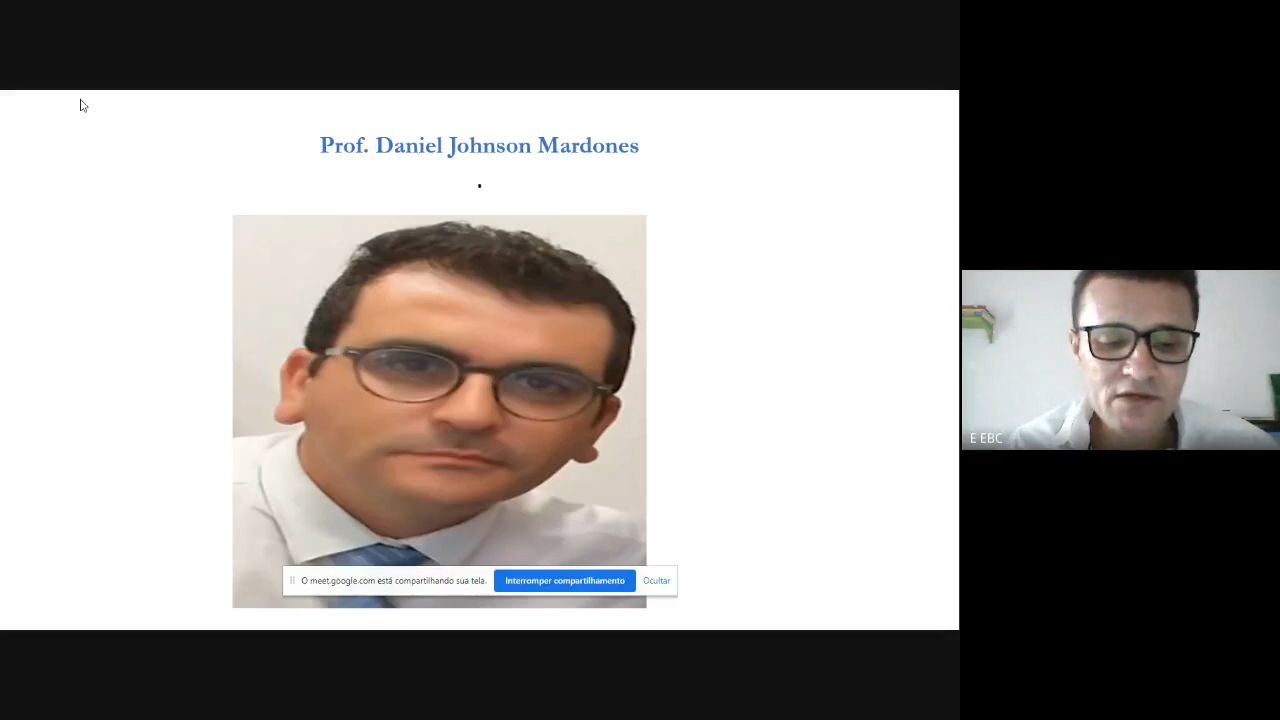 Prof. Daniel Johnson Mardones
.
O meet.google.com está compartilhando sua tela.
Interromper compartilhamento
Ocultar
E EBC